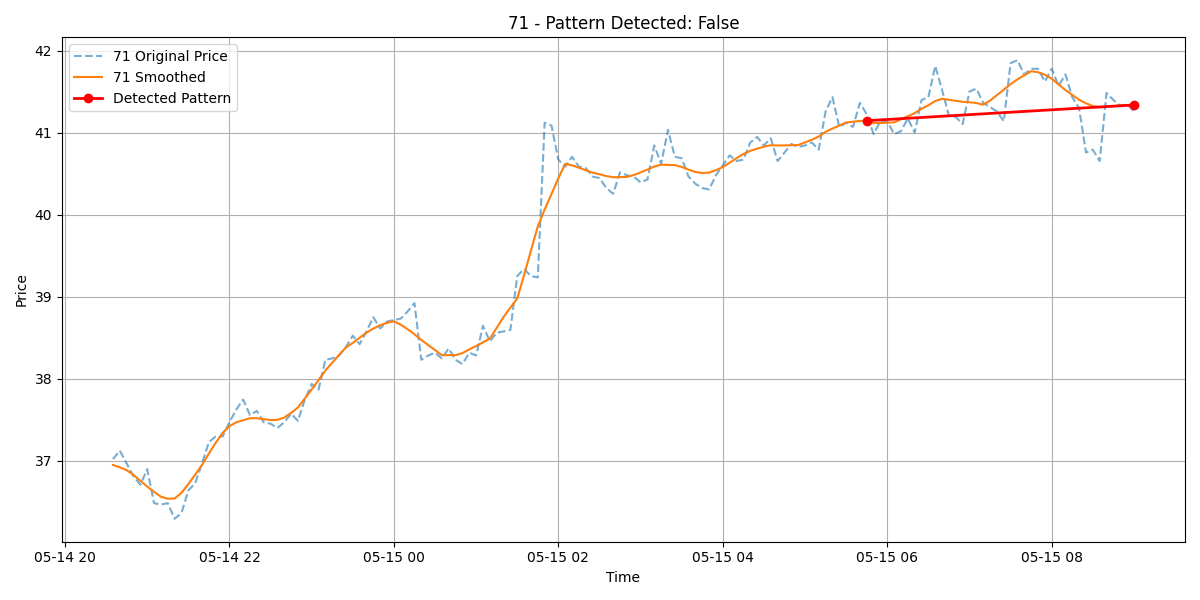 71 - Pattern Detected: False
71 Original Price
71 Smoothed
Detected Pattern
Price
42
41
40
39
38
37
05-14 20
05-14 22
05-15 00
05-15 02
05-15 04
05-15 06
05-15 08
Time